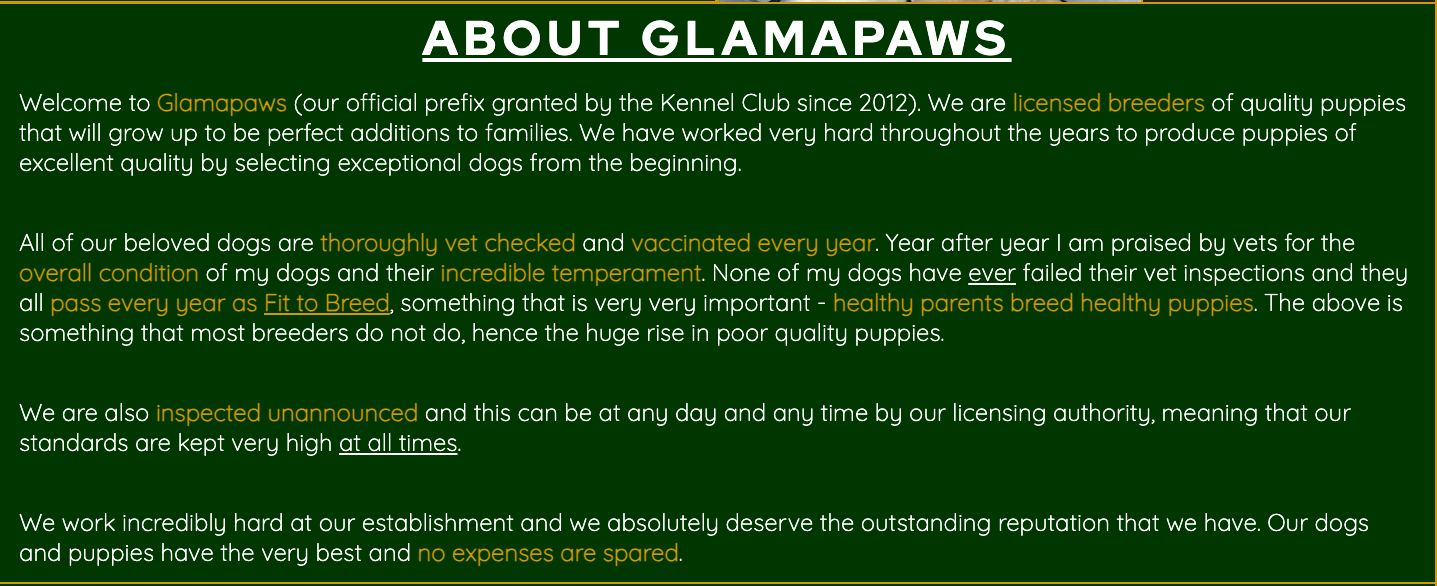 ABOUT GLAMAPAWS
Welcome to Glamapaws (our official prefix granted by the Kennel Club since 2012). We are licensed breeders of quality puppies
that will grow up to be perfect additions to families. We have worked very hard throughout the years to produce puppies of
excellent quality by selecting exceptional dogs from the beginning.
All of our beloved dogs are thoroughly vet checked and vaccinated every year. Year after year I am praised by vets for the
overall condition of my dogs and their incredible temperament. None of my dogs have ever failed their vet inspections and they
all pass every year as Fit to Breed, something that is very very important - healthy parents breed healthy puppies. The above is
something that most breeders do not do, hence the huge rise in poor quality puppies.
We are also inspected unannounced and this can be at any day and any time by our licensing authority, meaning that our
standards are kept very high at all times.
We work incredibly hard at our establishment and we absolutely deserve the outstanding reputation that we have. Our dogs
and puppies have the very best and no expenses are spared.